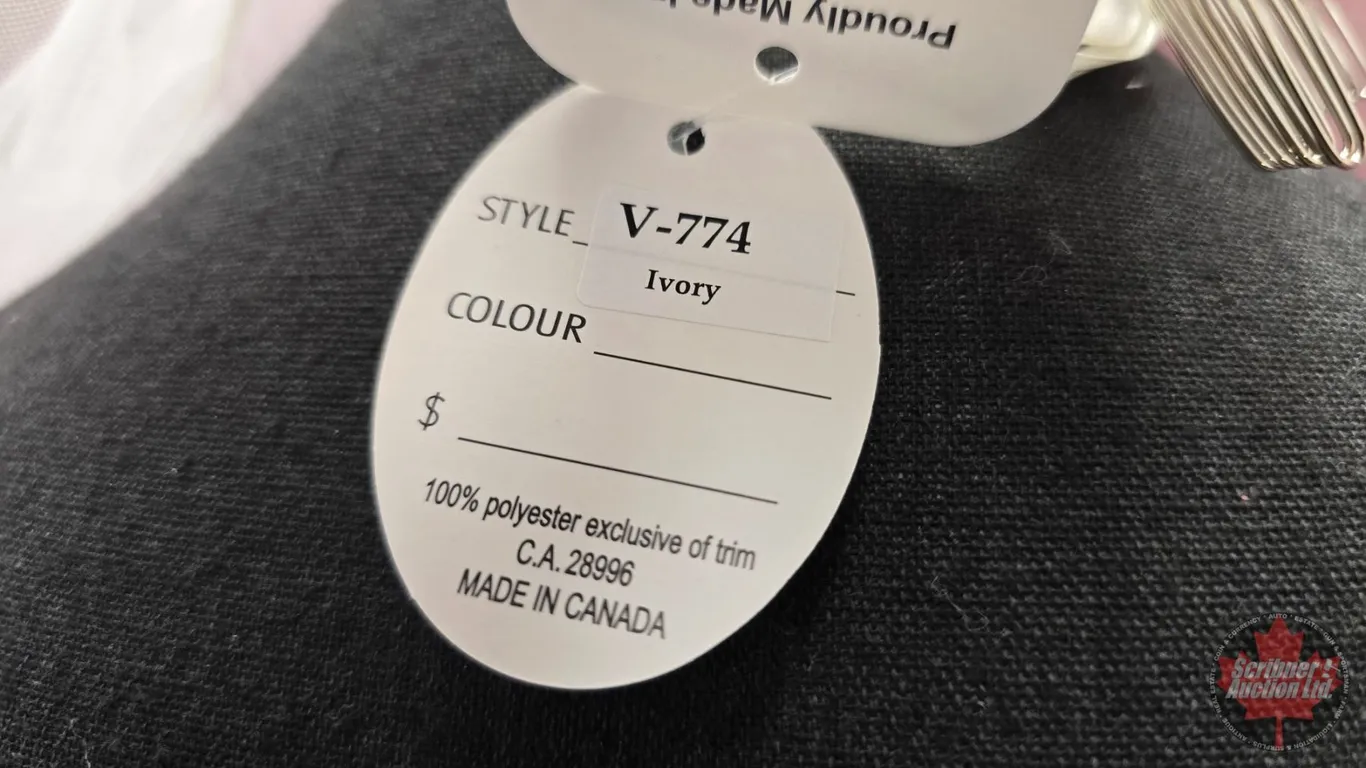 Proudly Made
STYLE_ V-774
Ivory
COLOUR
$
100% polyester exclusive of trim
C.A. 28996
MADE IN CANADA
Scribner's
Auction Ltd.